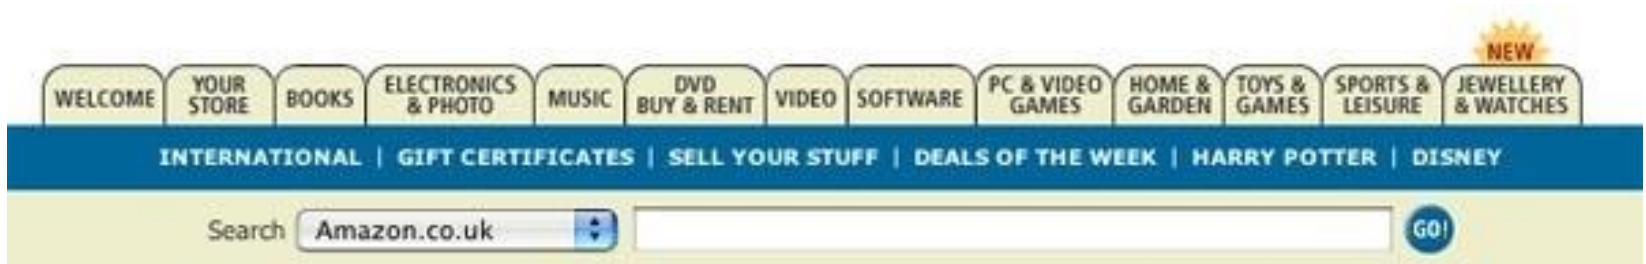 NEW
WELCOME
YOUR
STORE
BOOKS
ELECTRONICS
& PHOTO
MUSIC
DVD
BUY & RENT
VIDEO
SOFTWARE
PC & VIDEO
GAMES
HOME &
GARDEN
TOYS &
GAMES
SPORTS &
LEISURE
JEWELLERY
& WATCHES
INTERNATIONAL | GIFT CERTIFICATES | SELL YOUR STUFF | DEALS OF THE WEEK | HARRY POTTER | DISNEY
Search Amazon.co.uk GO!